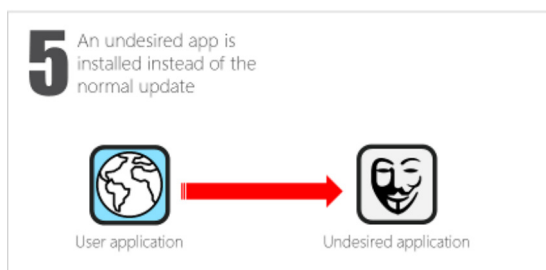 5
An undesired app is
installed instead of the
normal update
User application
Undesired application